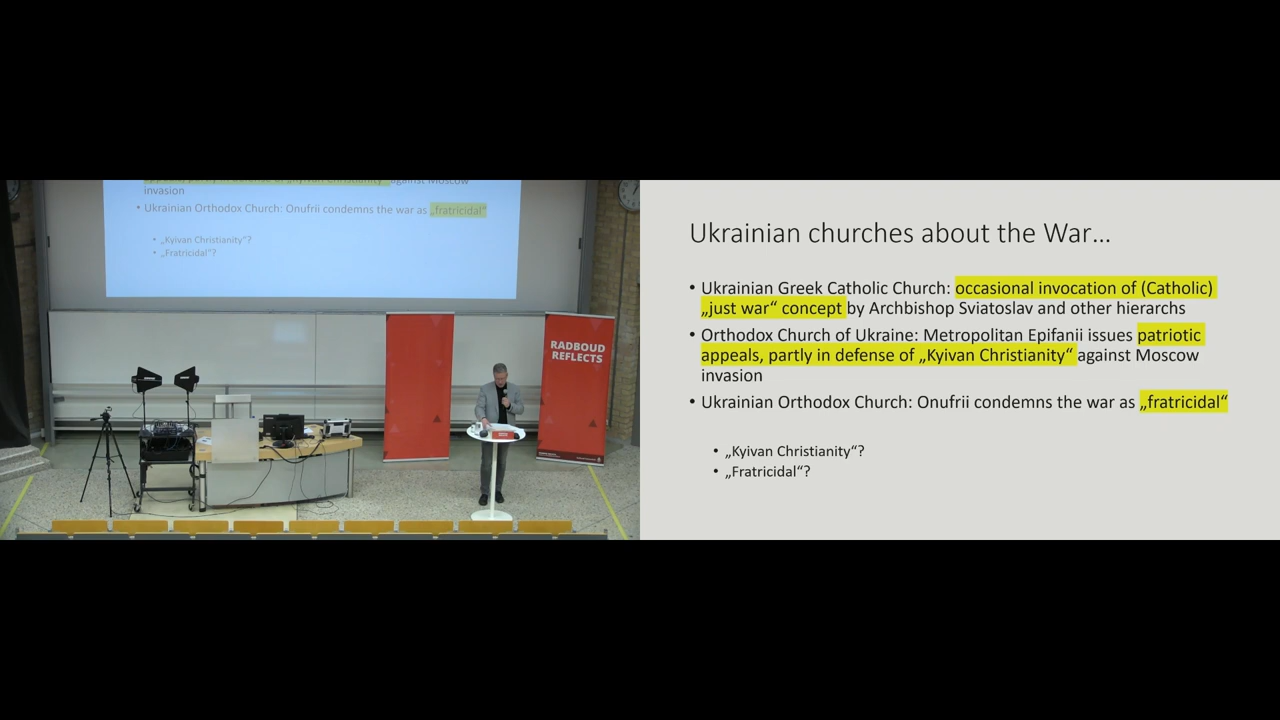 against Moscow
invasion
• Ukrainian Orthodox Church: Onufrii condemns the war as „fratricidal“
• „Kyivan Christianity“?
• „Fratricidal“?
RADBOUD
REFLECTS
Ukrainian churches about the War…
• Ukrainian Greek Catholic Church: occasional invocation of (Catholic)
„just war“ concept by Archbishop Sviatoslav and other hierarchs
• Orthodox Church of Ukraine: Metropolitan Epifanii issues patriotic
appeals, partly in defense of „Kyivan Christianity“ against Moscow
invasion
• Ukrainian Orthodox Church: Onufrii condemns the war as „fratricidal“
• „Kyivan Christianity“?
• „Fratricidal“?